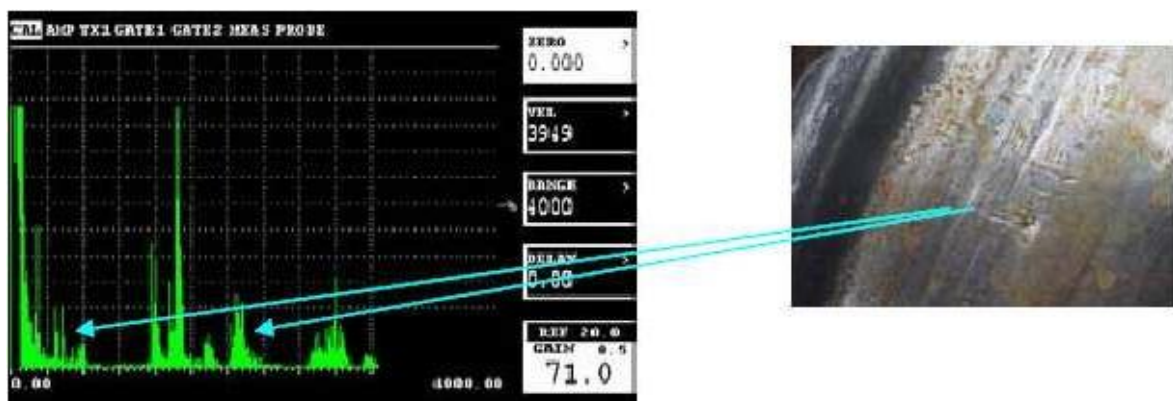 CAL AMP TX1 GATE1 GATE2 MEAS PROBE
ZERO >
0.000
VEL >
3949
RANGE >
4000
DELAY >
0.00
REF 20.0
GAIN 0.5
71.0
0.00
4000.00